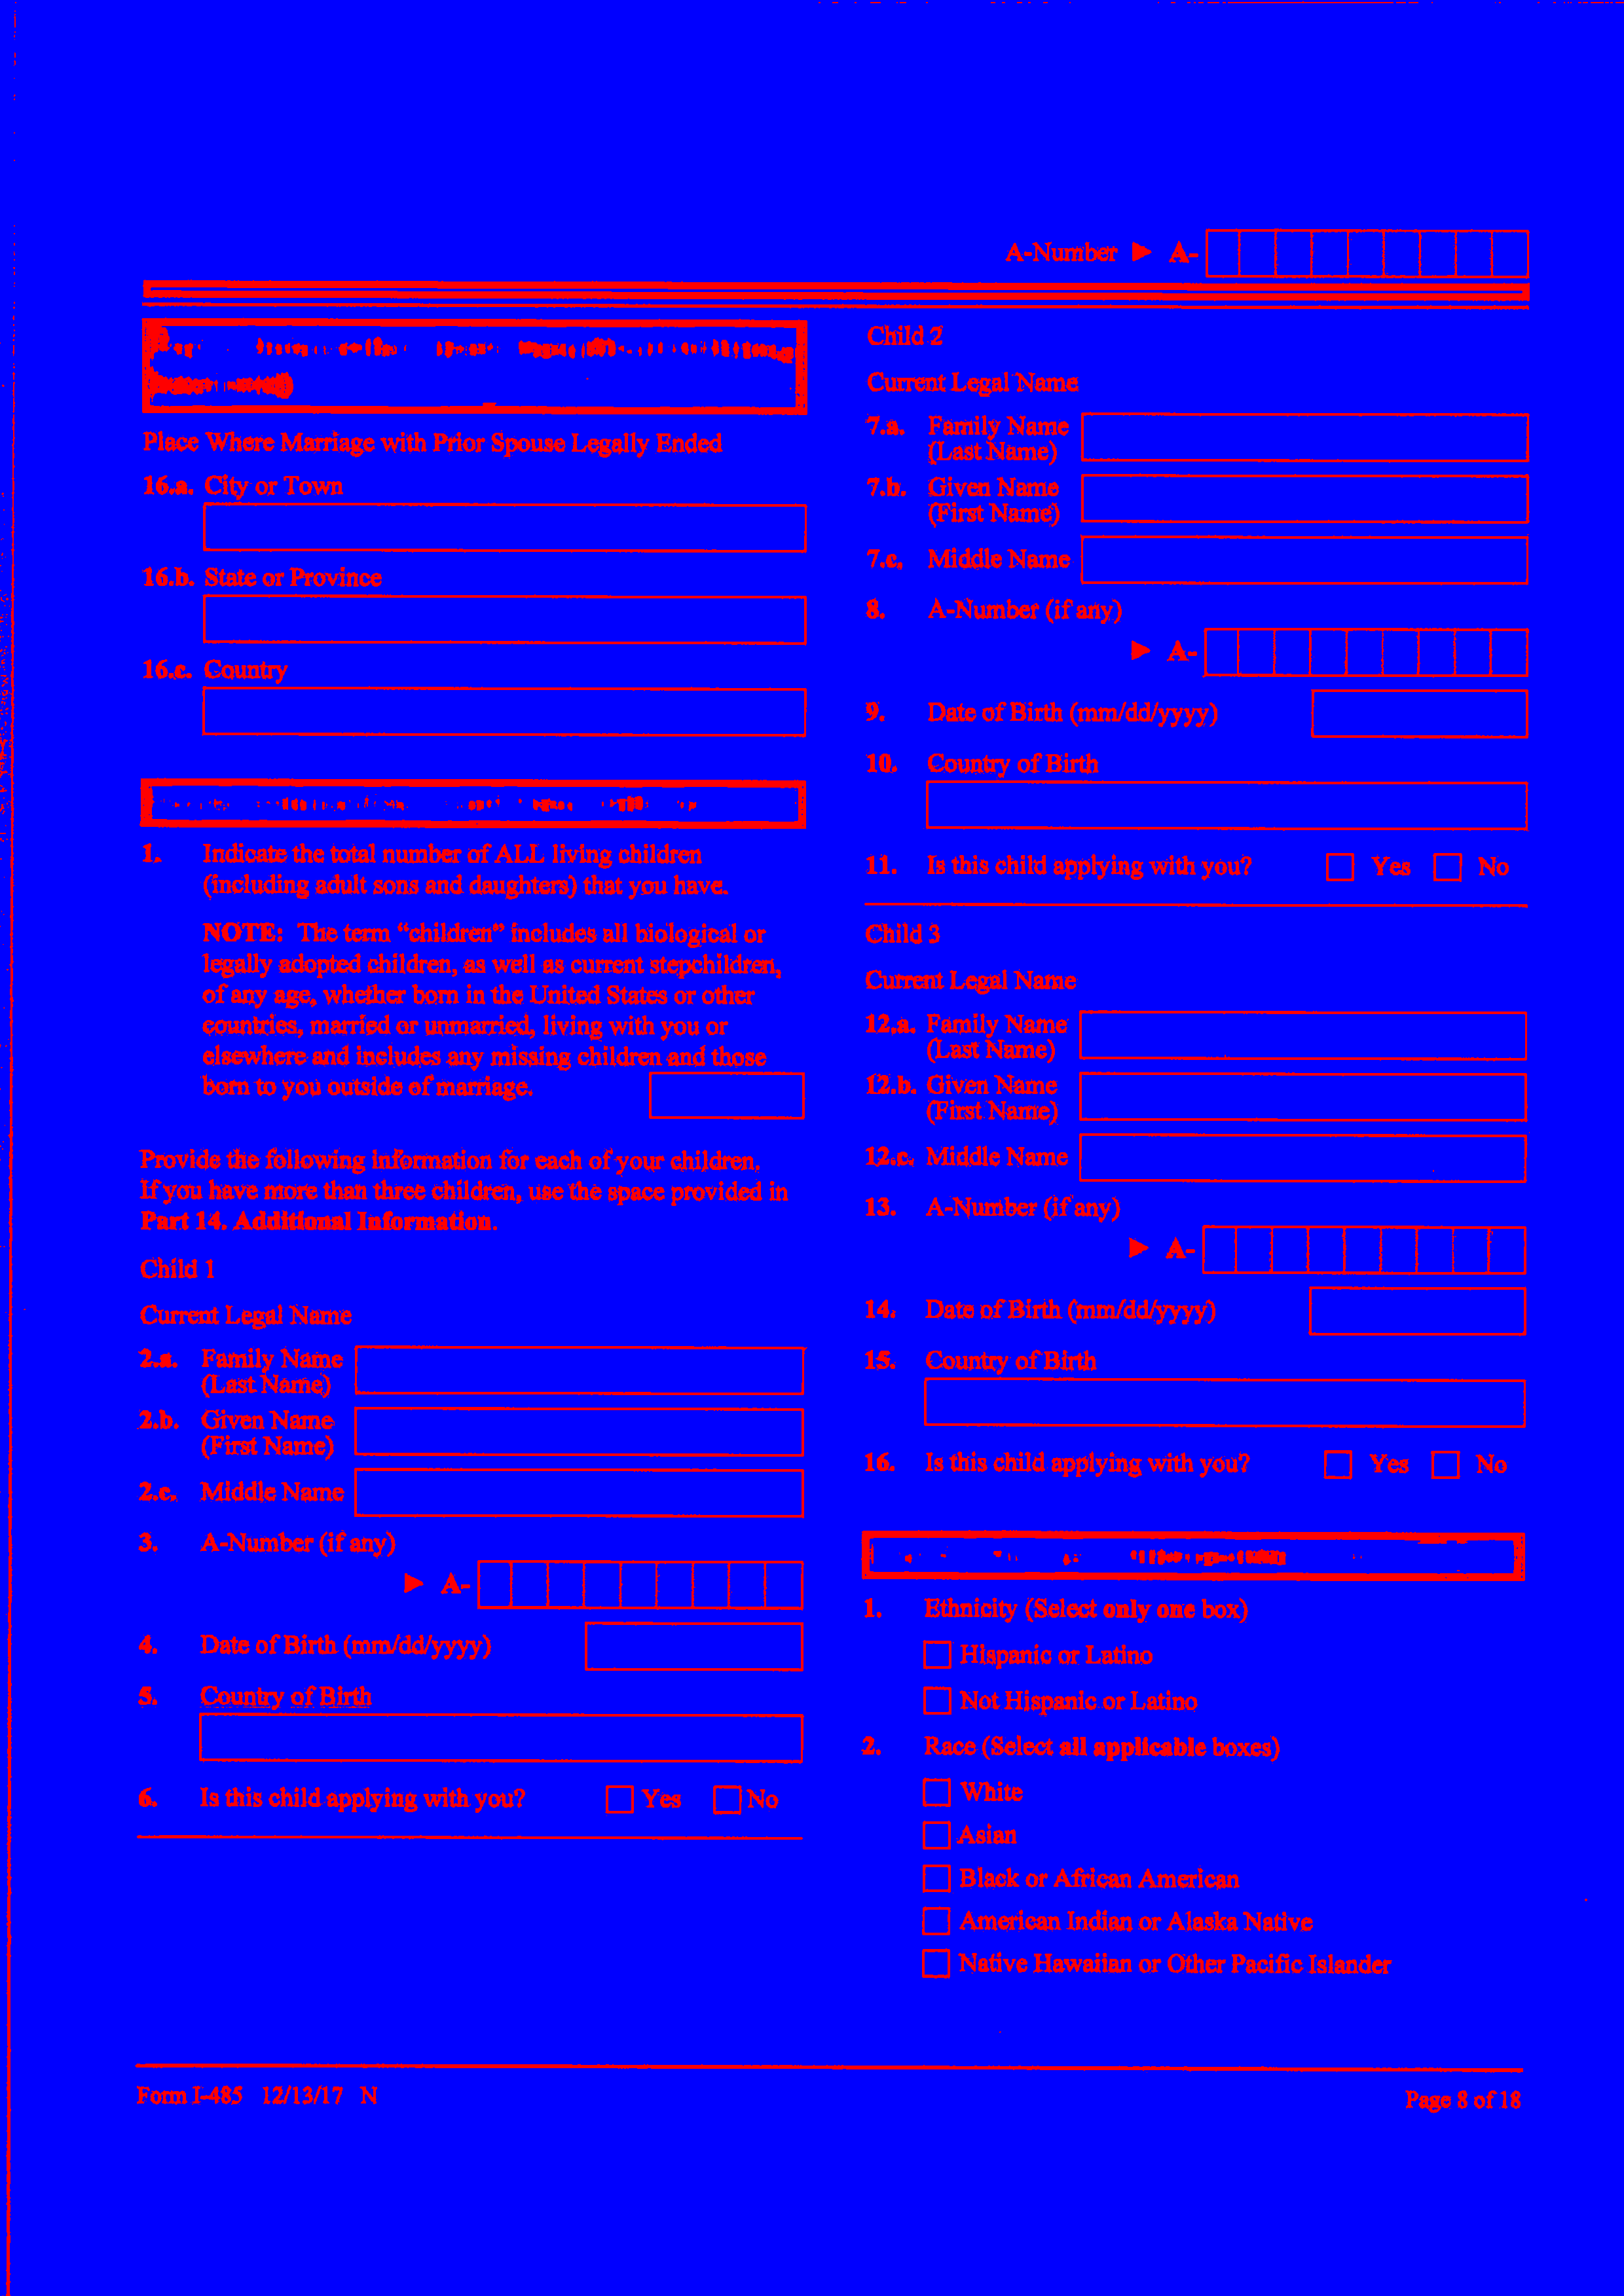 A-Number ► A-
Place Where Marriage with Prior Spouse Legally Ended
16.a. City or Town
16.b. State or Province
16.c. Country
1. Indicate the total number of ALL living children
(including adult sons and daughters) that you have.
NOTE: The term “children” includes all biological or
legally adopted children, as well as current stepchildren,
of any age, whether born in the United States or other
countries, married or unmarried, living with you or
elsewhere and includes any missing children and those
born to you outside of marriage.
Provide the following information for each of your children.
If you have more than three children, use the space provided in
Part 14. Additional Information.
Child 1
Current Legal Name
2.a. Family Name
(Last Name)
2.b. Given Name
(First Name)
2.c. Middle Name
3. A-Number (if any)
► A-
4. Date of Birth (mm/dd/yyyy)
5. Country of Birth
6. Is this child applying with you? Yes No
Child 2
Current Legal Name
7.a. Family Name
(Last Name)
7.b. Given Name
(First Name)
7.c. Middle Name
8. A-Number (if any)
► A-
9. Date of Birth (mm/dd/yyyy)
10. Country of Birth
11. Is this child applying with you? Yes No
Child 3
Current Legal Name
12.a. Family Name
(Last Name)
12.b. Given Name
(First Name)
12.c. Middle Name
13. A-Number (if any)
► A-
14. Date of Birth (mm/dd/yyyy)
15. Country of Birth
16. Is this child applying with you? Yes No
1. Ethnicity (Select only one box)
Hispanic or Latino
Not Hispanic or Latino
2. Race (Select all applicable boxes)
White
Asian
Black or African American
American Indian or Alaska Native
Native Hawaiian or Other Pacific Islander
Form I-485 12/13/17 N
Page 8 of 18